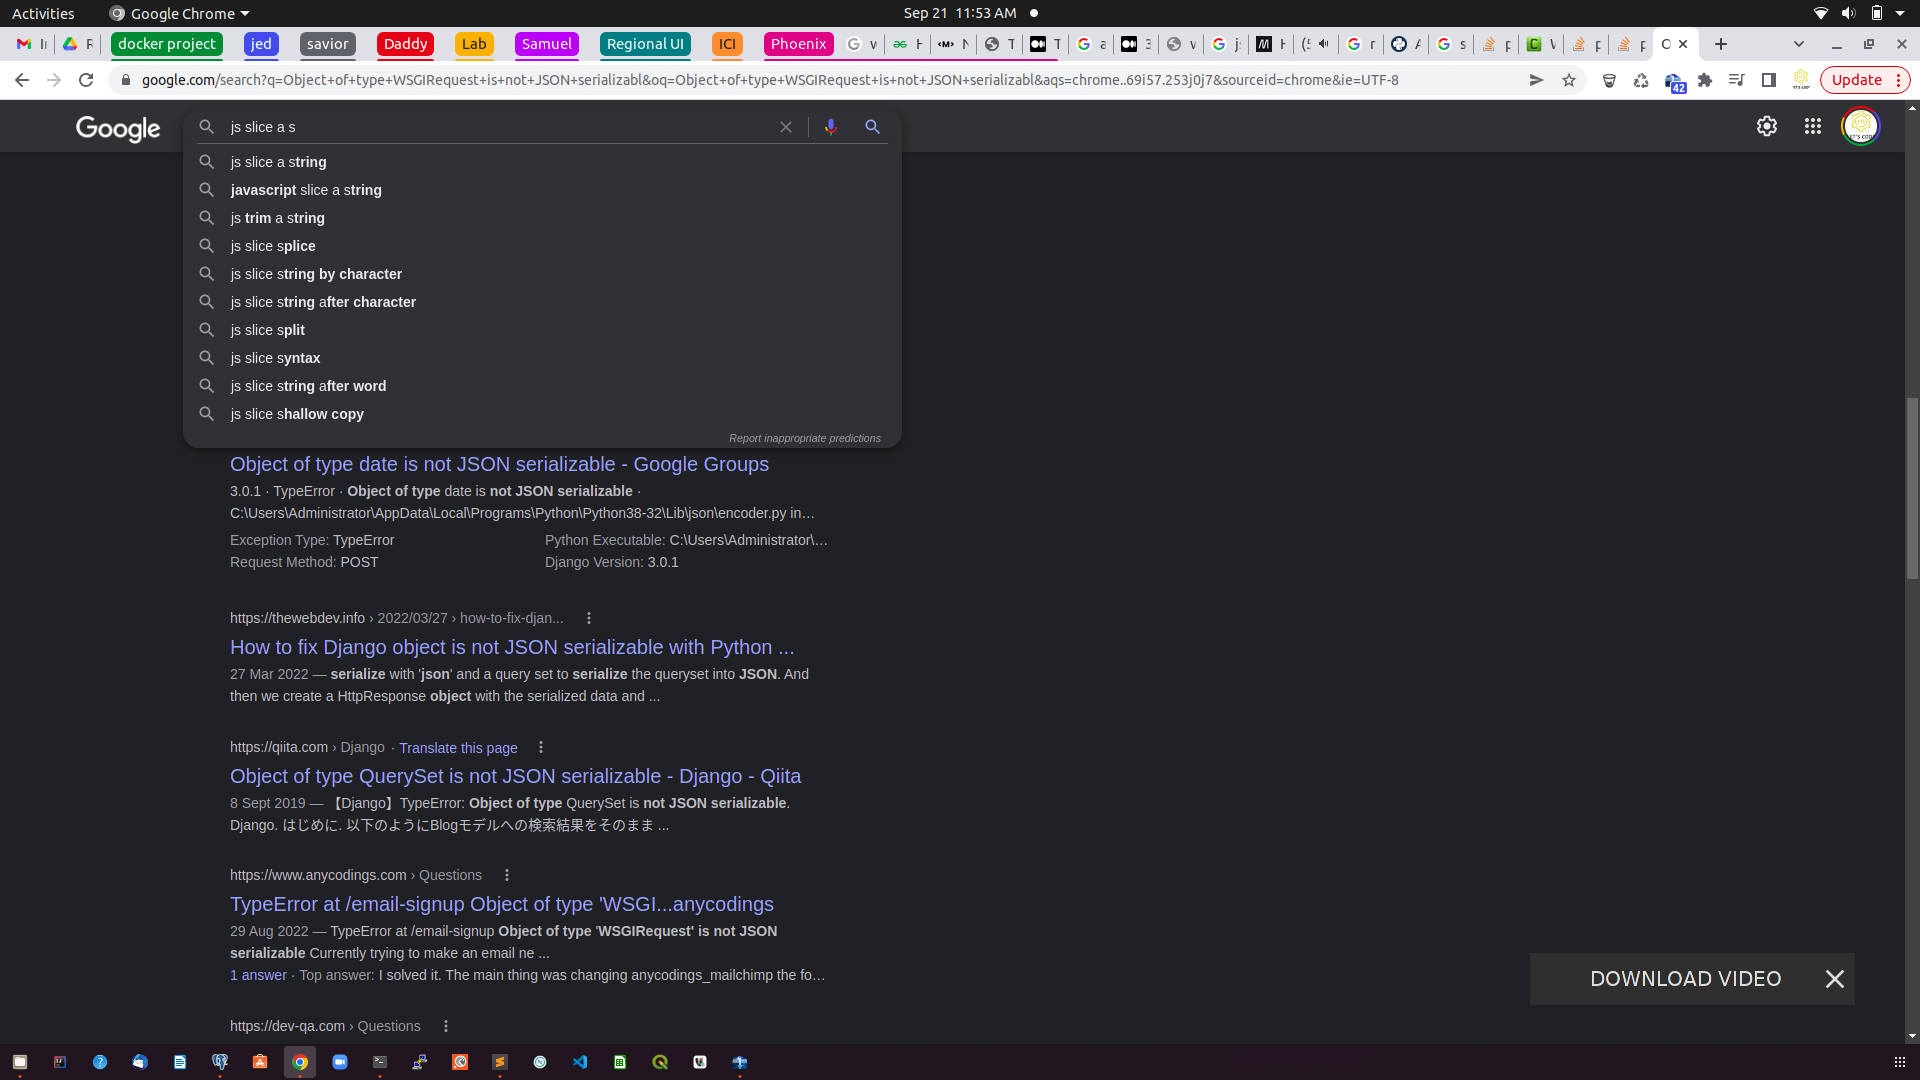 Activities
Google Chrome
Sep 21 11:53 AM
docker project
jed
savior
Daddy
Lab
Samuel
Regional UI
ICI
Phoenix
google.com/search?q=Object+of+type+WSGIRequest+is+not+JSON+serializabl&oq=Object+of+type+WSGIRequest+is+not+JSON+serializabl&aqs=chrome..69i57.253j0j7&sourceid=chrome&ie=UTF-8
42
Update
Google
js slice a s
js slice a string
javascript slice a string
js trim a string
js slice splice
js slice string by character
js slice string after character
js slice split
js slice syntax
js slice string after word
js slice shallow copy
Report inappropriate predictions
Object of type date is not JSON serializable - Google Groups
3.0.1 · TypeError · Object of type date is not JSON serializable ·
C:\Users\Administrator\AppData\Local\Programs\Python\Python38-32\Lib\json\encoder.py in…
Exception Type: TypeError
Python Executable: C:\Users\Administrator\…
Request Method: POST
Django Version: 3.0.1
https://thewebdev.info › 2022/03/27 › how-to-fix-djan...
How to fix Django object is not JSON serializable with Python ...
27 Mar 2022 — serialize with 'json' and a query set to serialize the queryset into JSON. And
then we create a HttpResponse object with the serialized data and ...
https://qiita.com › Django · Translate this page
Object of type QuerySet is not JSON serializable - Django - Qiita
8 Sept 2019 — 【Django】TypeError: Object of type QuerySet is not JSON serializable.
Django. はじめに. 以下のようにBlogモデルへの検索結果をそのまま ...
https://www.anycodings.com › Questions
TypeError at /email-signup Object of type 'WSGI...anycodings
29 Aug 2022 — TypeError at /email-signup Object of type 'WSGIRequest' is not JSON
serializable Currently trying to make an email ne ...
1 answer · Top answer: I solved it. The main thing was changing anycodings_mailchimp the fo…
https://dev-qa.com › Questions
DOWNLOAD VIDEO